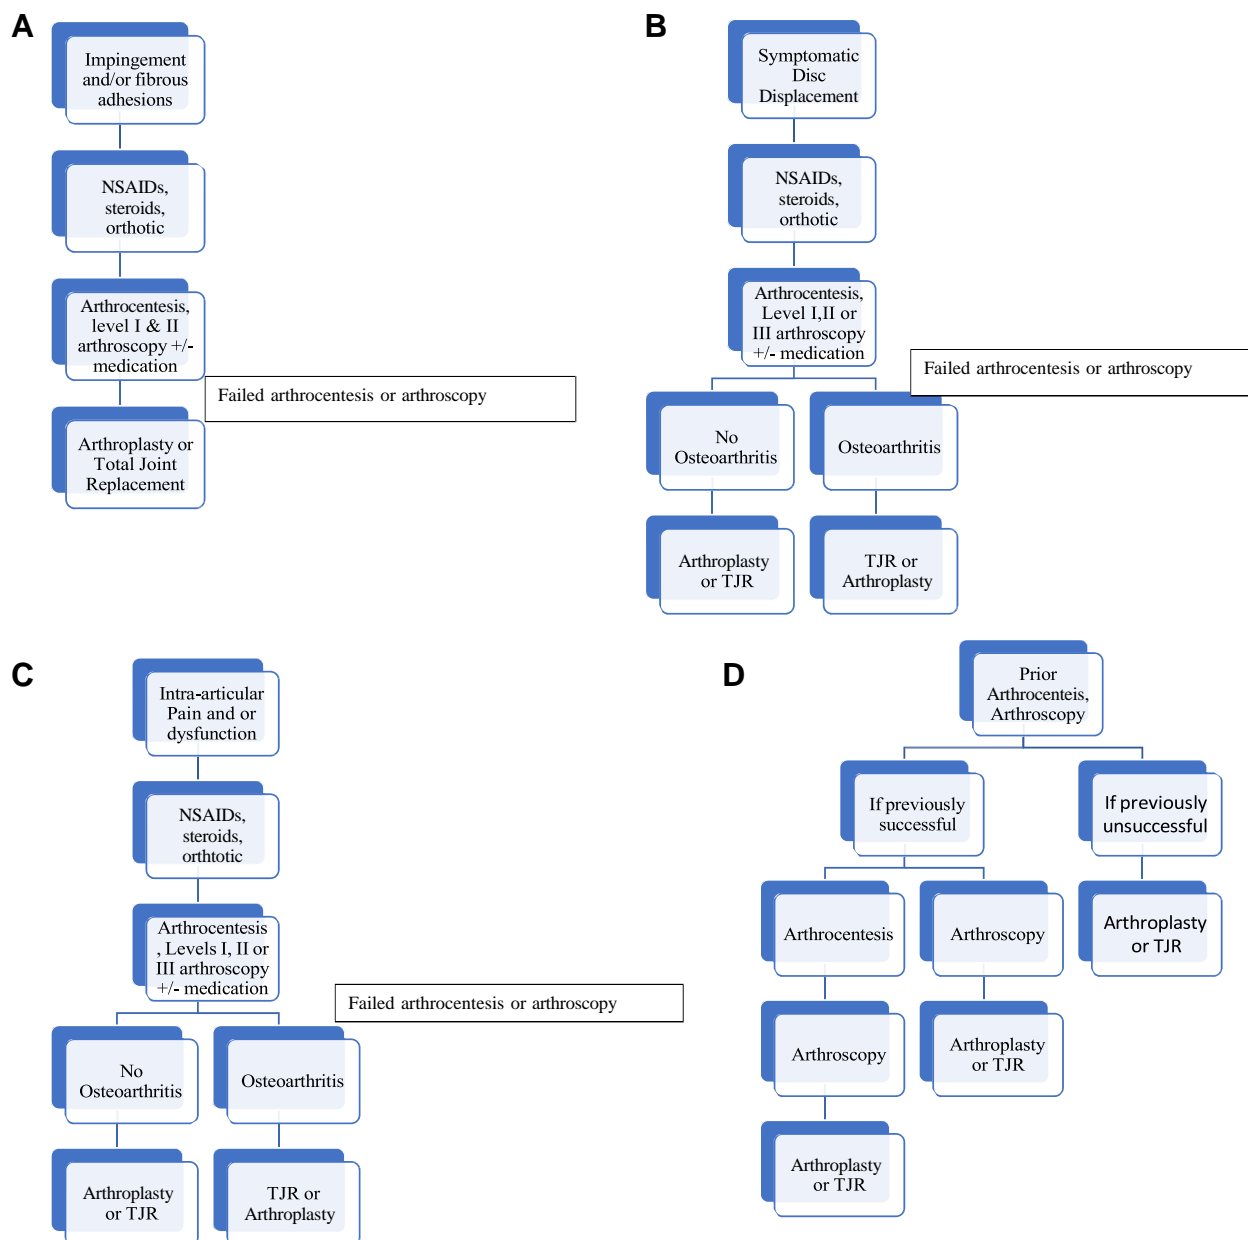 A
Impingement
and/or fibrous
adhesions
NSAIDs,
steroids,
orthotic
Arthrocentesis,
level I & II
arthroscopy +/-
medication
Failed arthrocentesis or arthroscopy
Arthroplasty or
Total Joint
Replacement
B
Symptomatic
Disc
Displacement
NSAIDs,
steroids,
orthotic
Arthrocentesis,
Level I,II or
III arthroscopy
+/- medication
Failed arthrocentesis or arthroscopy
No
Osteoarthritis
Osteoarthritis
Arthroplasty
or TJR
TJR or
Arthroplasty
C
Intra-articular
Pain and or
dysfunction
NSAIDs,
steroids,
orthtotic
Arthrocentesis
, Levels I, II or
III arthroscopy
+/- medication
Failed arthrocentesis or arthroscopy
No
Osteoarthritis
Osteoarthritis
Arthroplasty
or TJR
TJR or
Arthroplasty
D
Prior
Arthrocenteis,
Arthroscopy
If previously
successful
If previously
unsuccessful
Arthrocentesis
Arthroscopy
Arthroplasty
or TJR
Arthroscopy
Arthroplasty
or TJR
Arthroplasty
or TJR